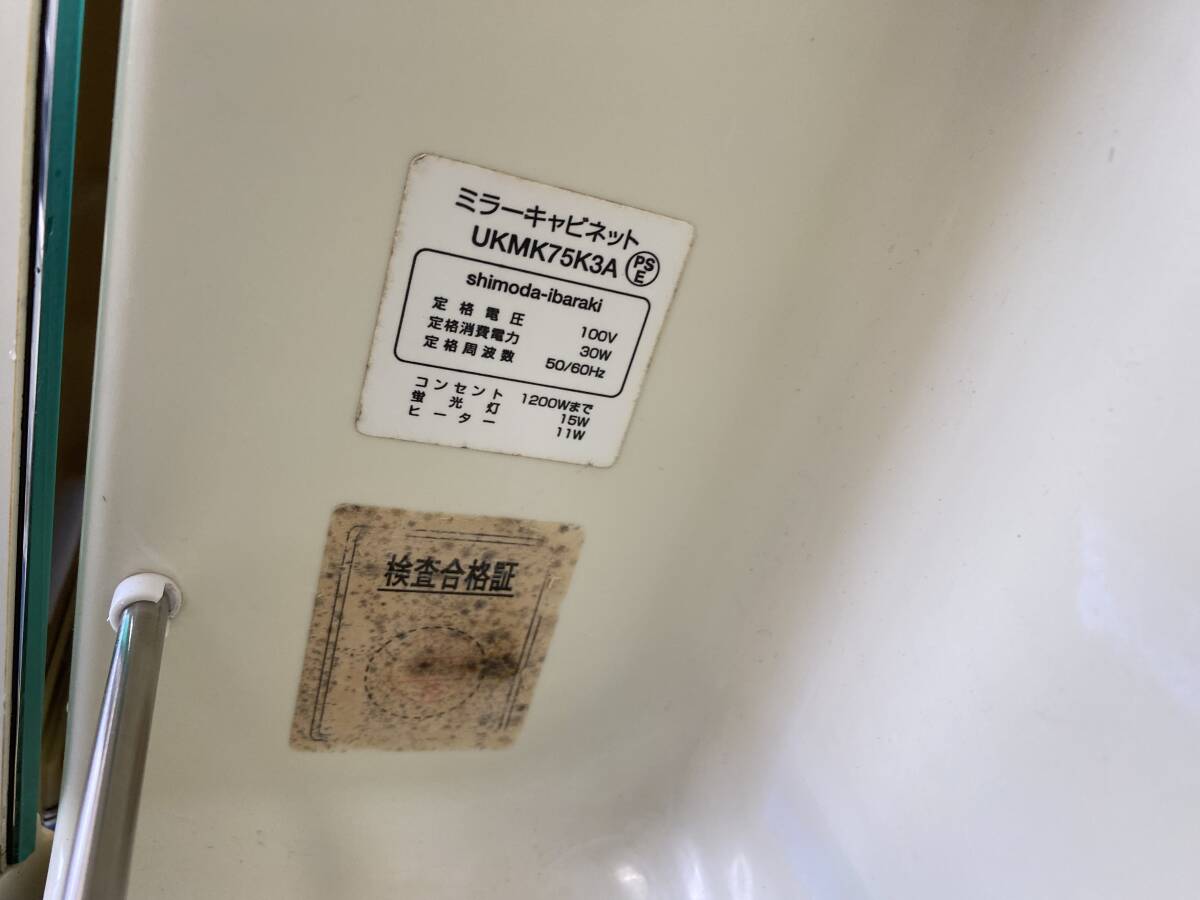 ミラーキャビネット
UKMK75K3A PSE
shimoda-ibaraki
定格電圧 100V
定格消費電力 30W
定格周波数 50/60Hz
コンセント 1200Wまで
蛍光灯 15W
ヒーター 11W
検査合格証